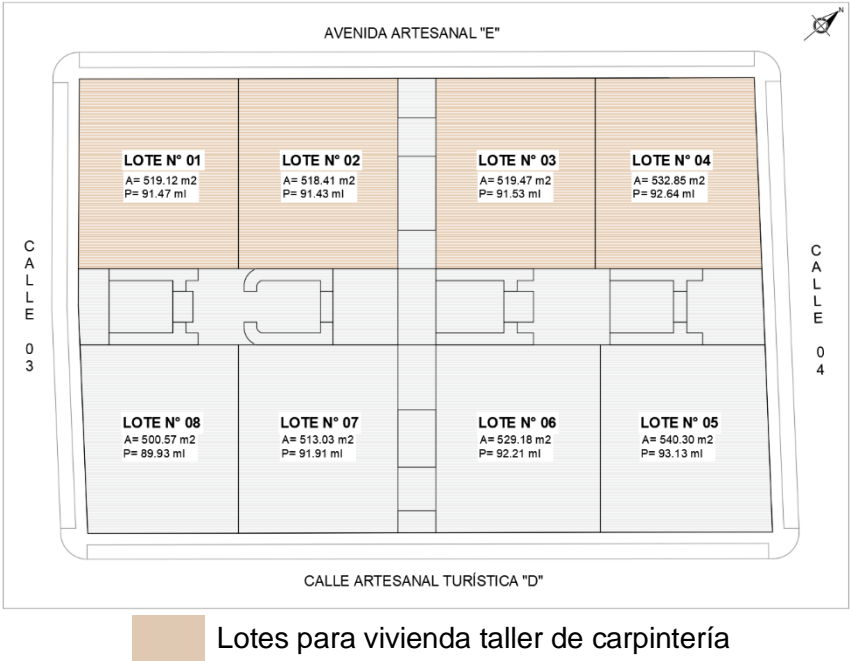 AVENIDA ARTESANAL "E"
N
LOTE N° 01
A= 519.12 m2
P= 91.47 ml
LOTE N° 02
A= 518.41 m2
P= 91.43 ml
LOTE N° 03
A= 519.47 m2
P= 91.53 ml
LOTE N° 04
A= 532.85 m2
P= 92.64 ml
CALLE 03
CALLE 04
LOTE N° 08
A= 500.57 m2
P= 89.93 ml
LOTE N° 07
A= 513.03 m2
P= 91.91 ml
LOTE N° 06
A= 529.18 m2
P= 92.21 ml
LOTE N° 05
A= 540.30 m2
P= 93.13 ml
CALLE ARTESANAL TURÍSTICA "D"
Lotes para vivienda taller de carpintería